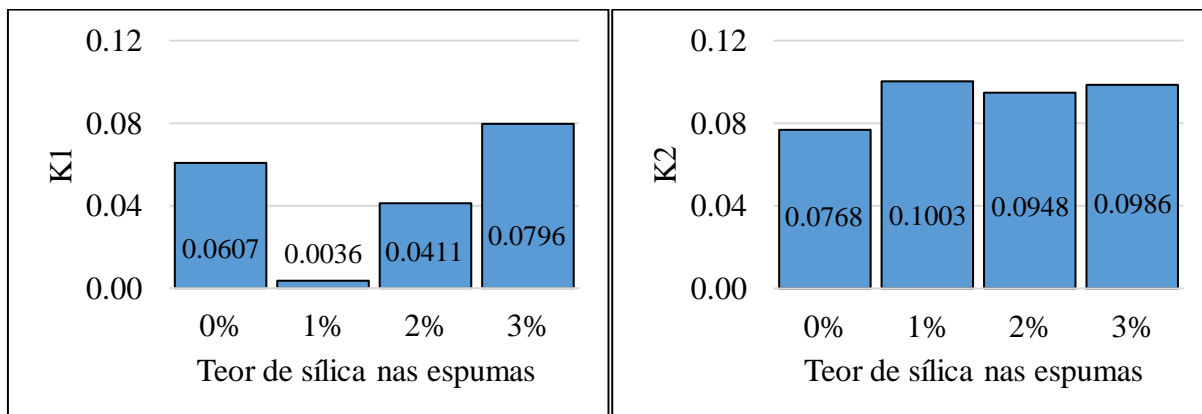 0.12
0.08
0.04
0.00
K1
0.0607
0.0036
0.0411
0.0796
0% 1% 2% 3%
Teor de sílica nas espumas
0.12
0.08
0.04
0.00
K2
0.0768
0.1003
0.0948
0.0986
0% 1% 2% 3%
Teor de sílica nas espumas